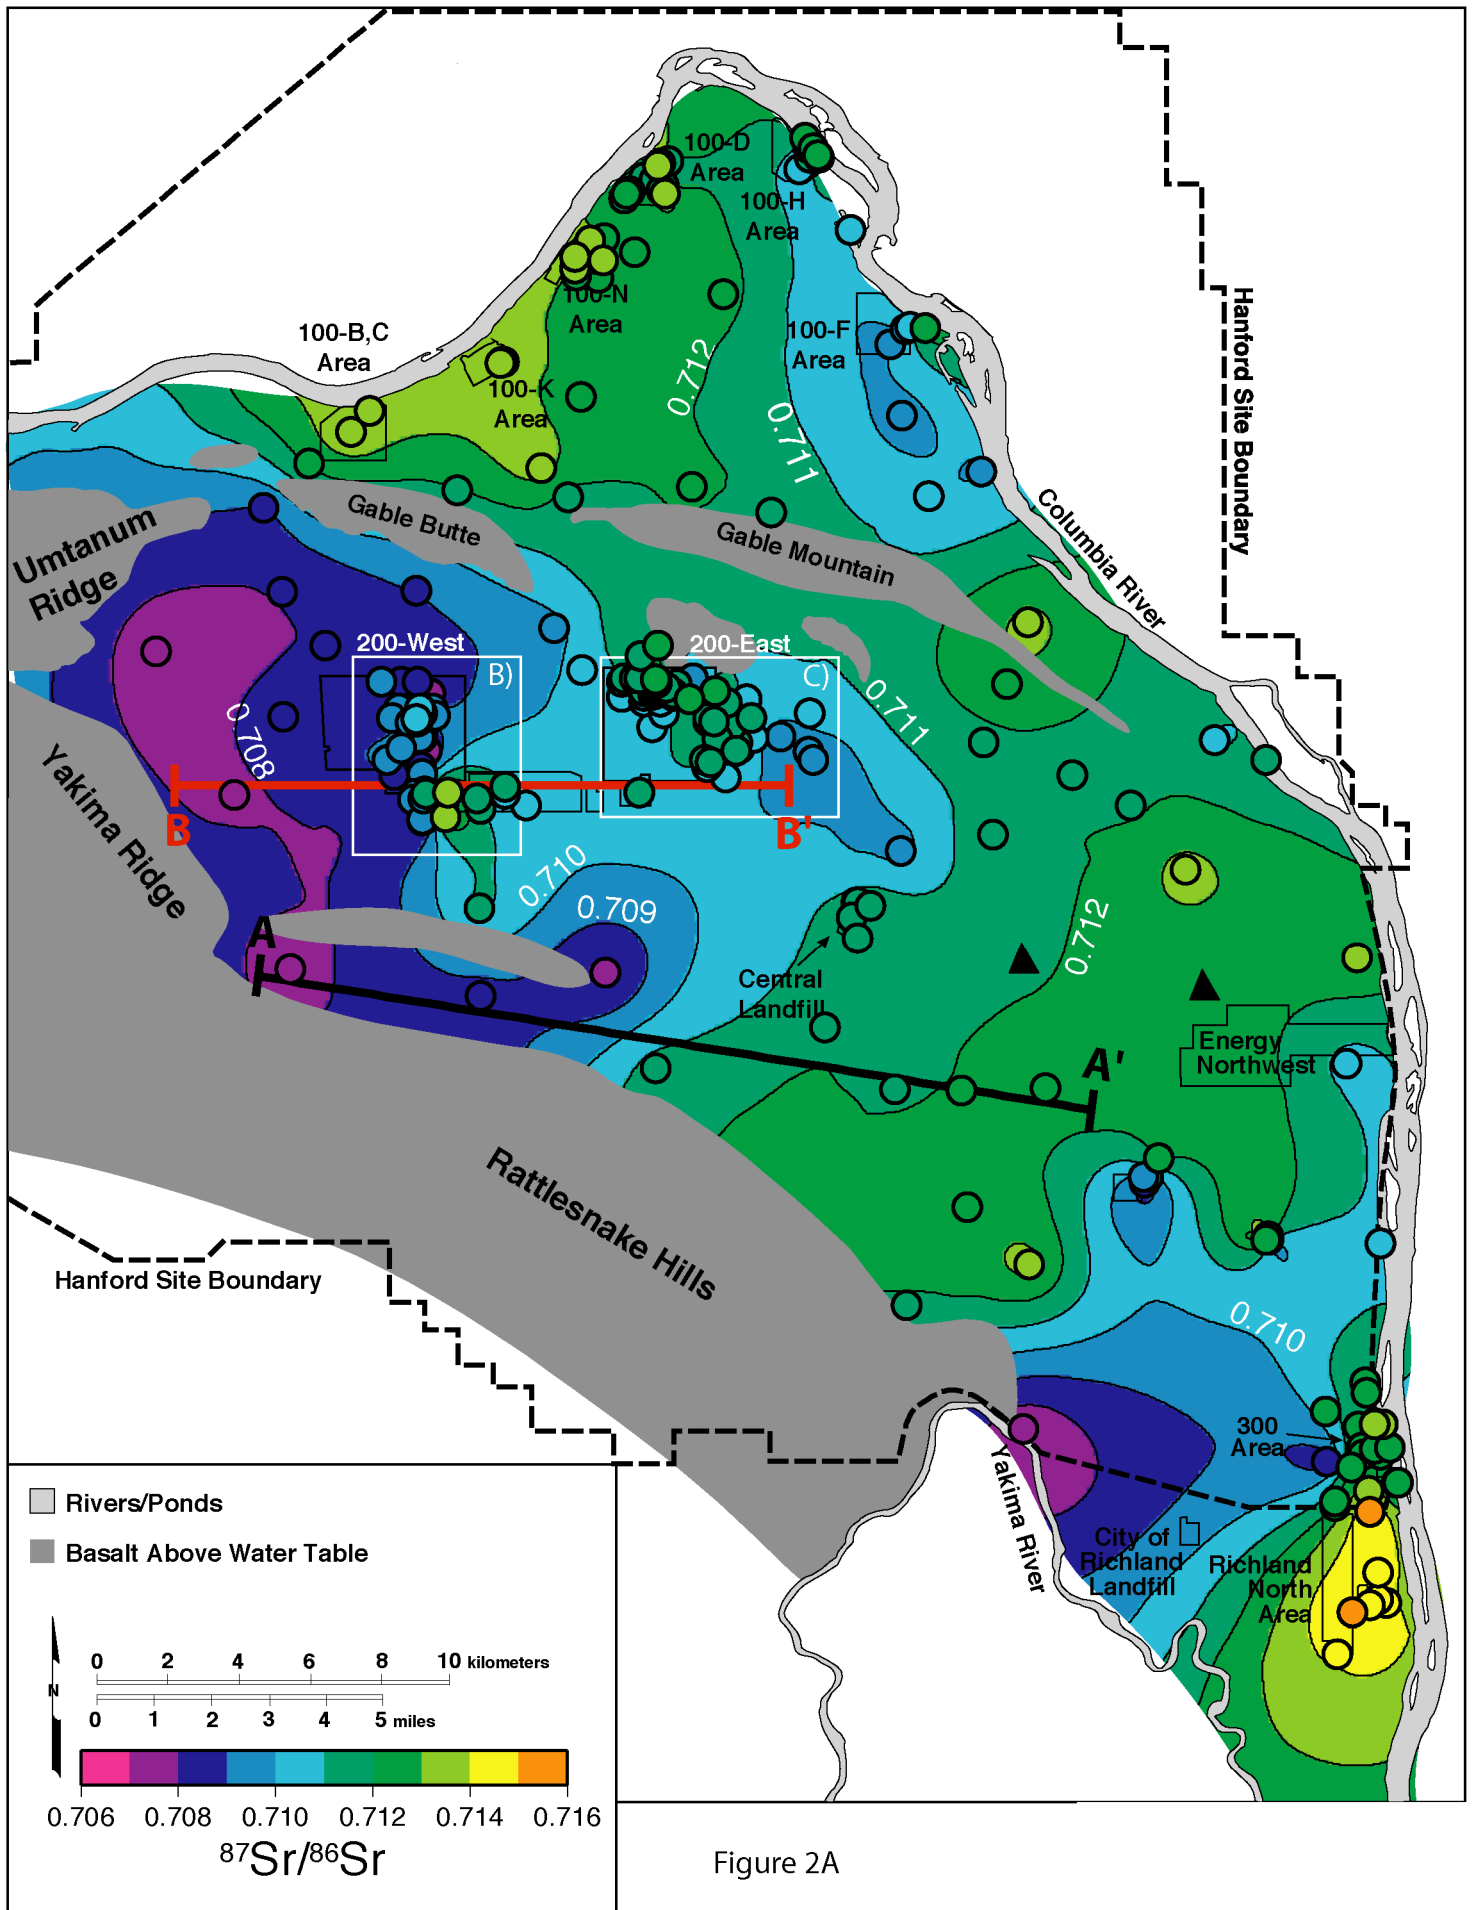 100-D
Area
100-H
Area
100-N
Area
100-B,C
Area
100-F
Area
100-K
Area
0.712
0.711
Hanford Site Boundary
Columbia River
Gable Butte
Gable Mountain
Umtanum
Ridge
200-West
B)
200-East
C)
0.711
0.708
Yakima Ridge
B
B'
0.710
0.709
A
Central
Landfill
0.712
Energy
Northwest
A'
Rattlesnake Hills
Hanford Site Boundary
0.710
300
Area
Yakima River
City of
Richland
Landfill
Richland
North
Area
Rivers/Ponds
Basalt Above Water Table
N
0 2 4 6 8 10 kilometers
0 1 2 3 4 5 miles
0.706 0.708 0.710 0.712 0.714 0.716
⁸⁷Sr/⁸⁶Sr
Figure 2A